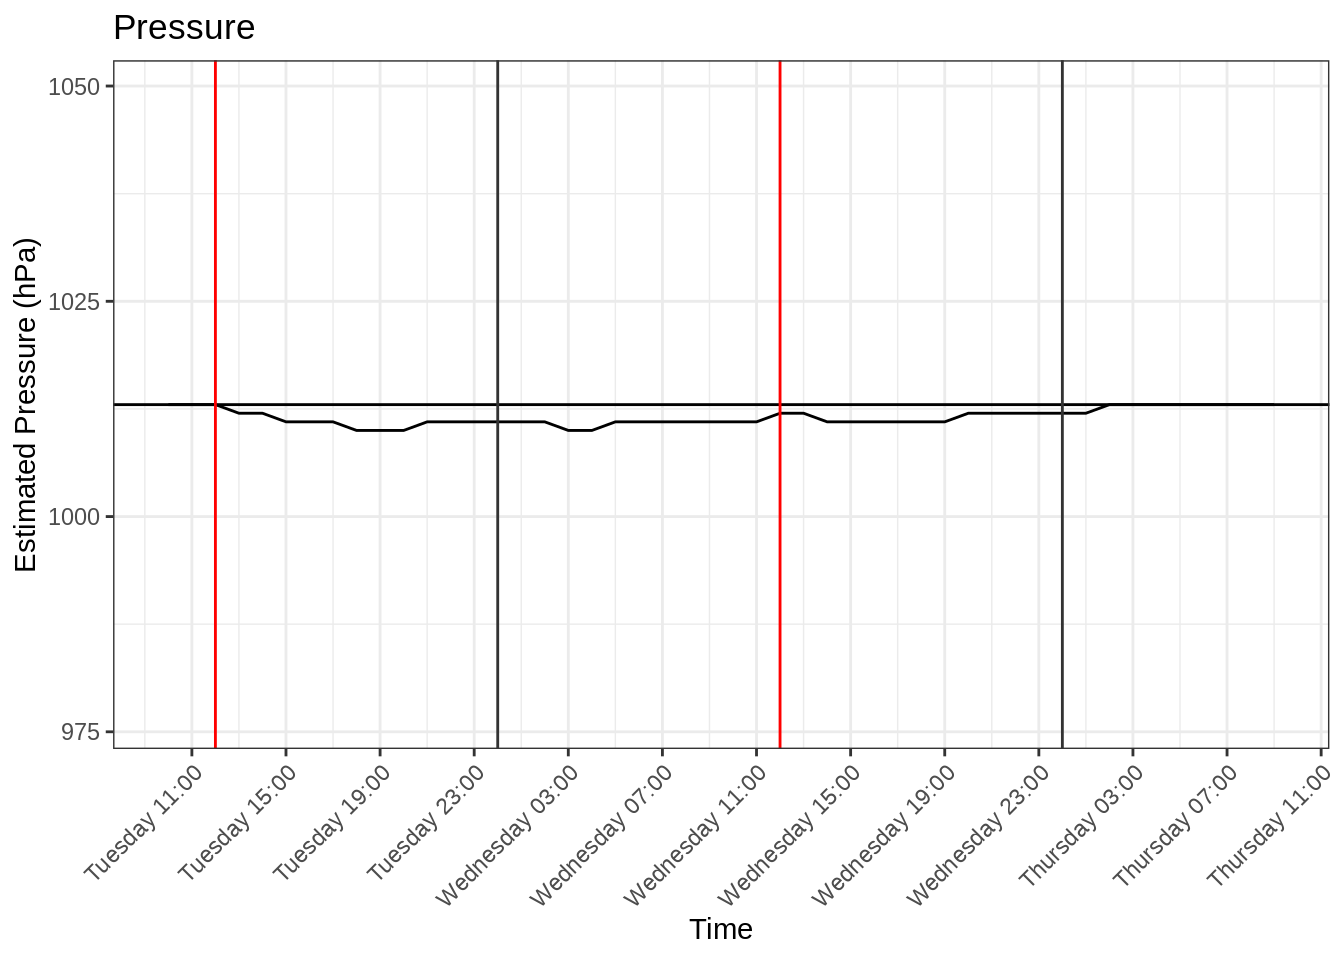 Pressure
Estimated Pressure (hPa)
1050
1025
1000
975
Tuesday 11:00
Tuesday 15:00
Tuesday 19:00
Tuesday 23:00
Wednesday 03:00
Wednesday 07:00
Wednesday 11:00
Wednesday 15:00
Wednesday 19:00
Wednesday 23:00
Thursday 03:00
Thursday 07:00
Thursday 11:00
Time